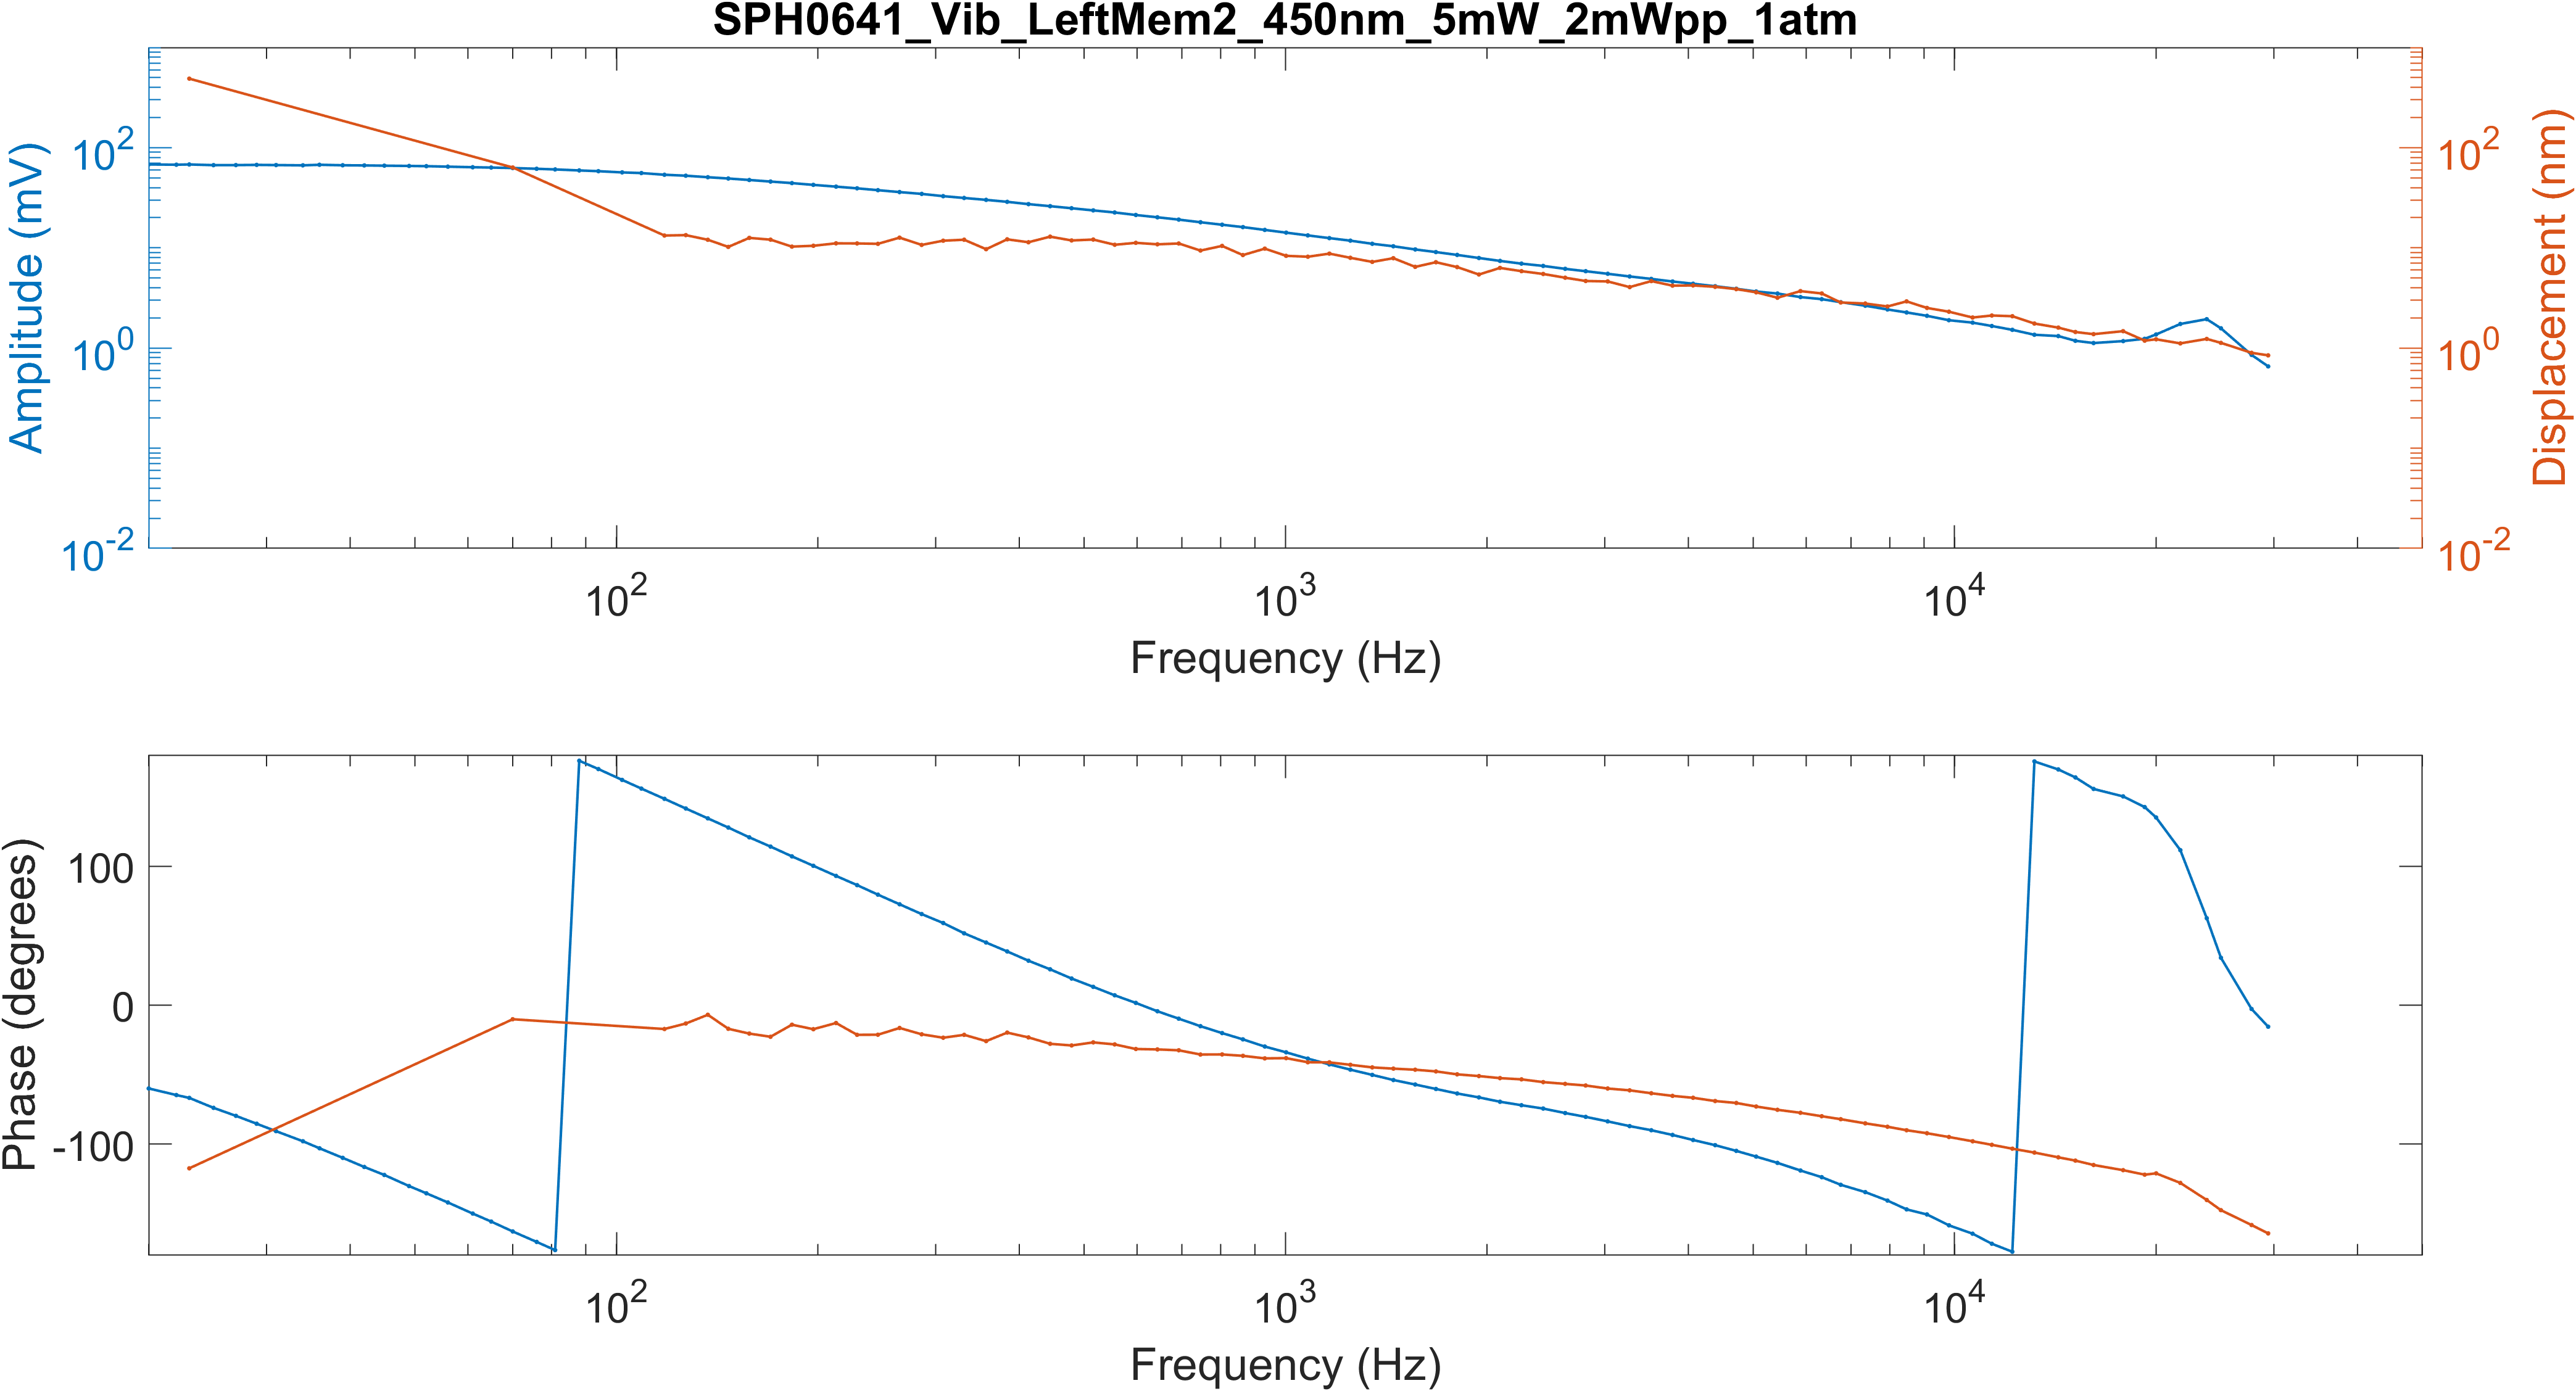 SPH0641_Vib_LeftMem2_450nm_5mW_2mWpp_1atm
Amplitude (mV)
10^2
10^0
10^-2
Displacement (nm)
10^2
10^0
10^-2
10^2 10^3 10^4
Frequency (Hz)
Phase (degrees)
100
0
-100
10^2 10^3 10^4
Frequency (Hz)